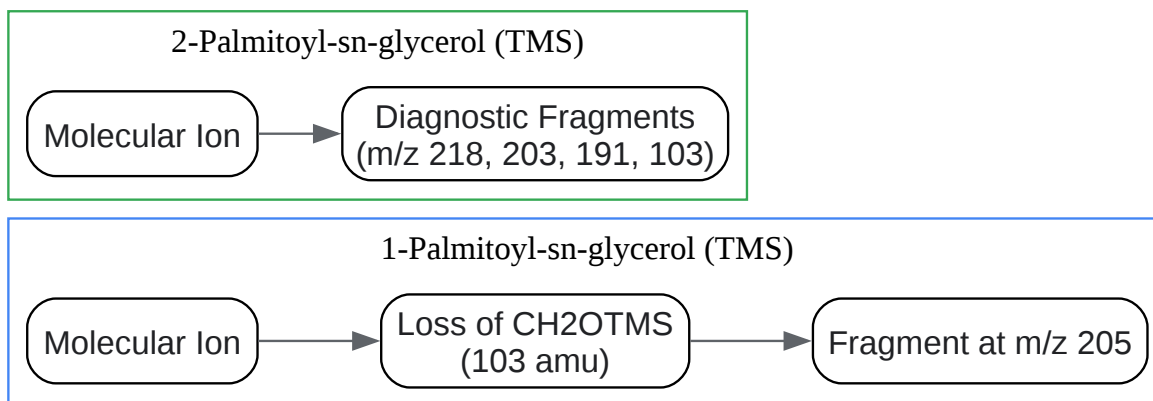 2-Palmitoyl-sn-glycerol (TMS)
Molecular Ion
Diagnostic Fragments
(m/z 218, 203, 191, 103)
1-Palmitoyl-sn-glycerol (TMS)
Molecular Ion
Loss of CH2OTMS
(103 amu)
Fragment at m/z 205